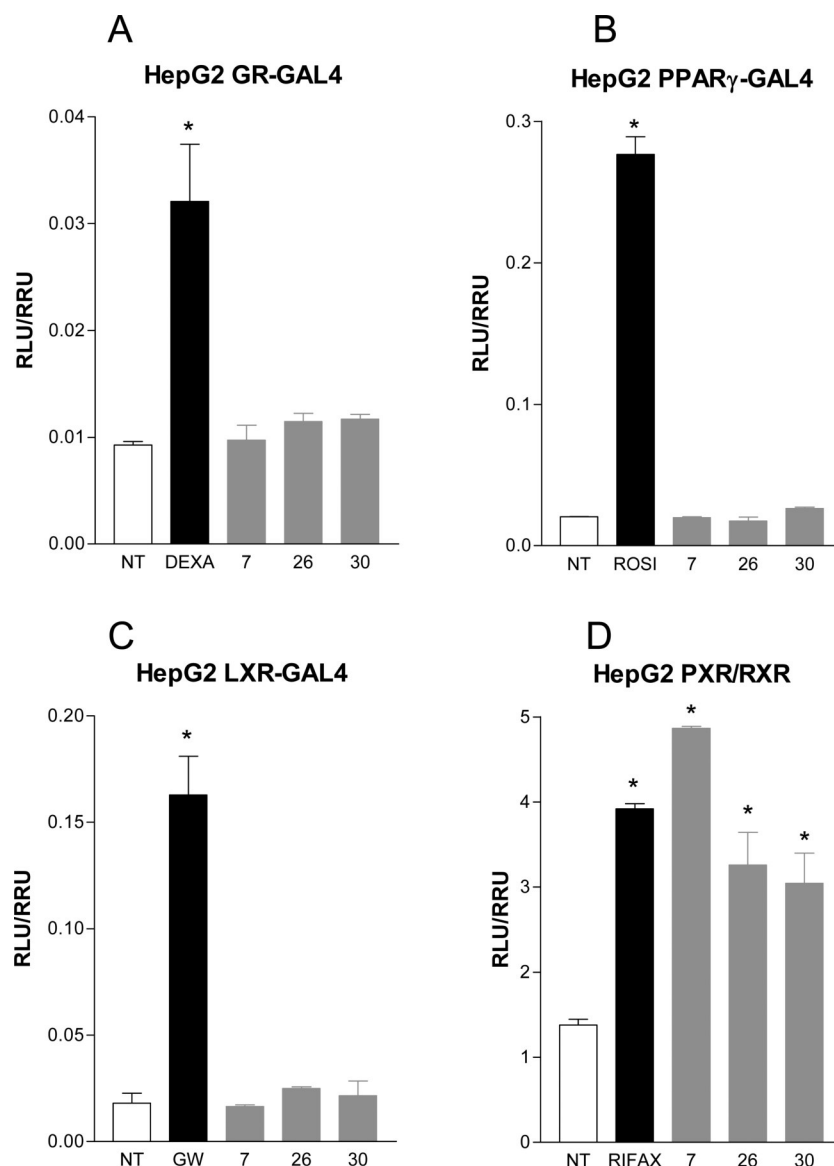 A
HepG2 GR-GAL4
0.04
*
0.03
RLU/RRU
0.02
0.01
0.00
NT DEXA 7 26 30
B
HepG2 PPARγ-GAL4
0.3
*
0.2
RLU/RRU
0.1
0.0
NT ROSI 7 26 30
C
HepG2 LXR-GAL4
0.20
*
0.15
RLU/RRU
0.10
0.05
0.00
NT GW 7 26 30
D
HepG2 PXR/RXR
5
*
*
4
*
*
3
RLU/RRU
2
1
0
NT RIFAX 7 26 30